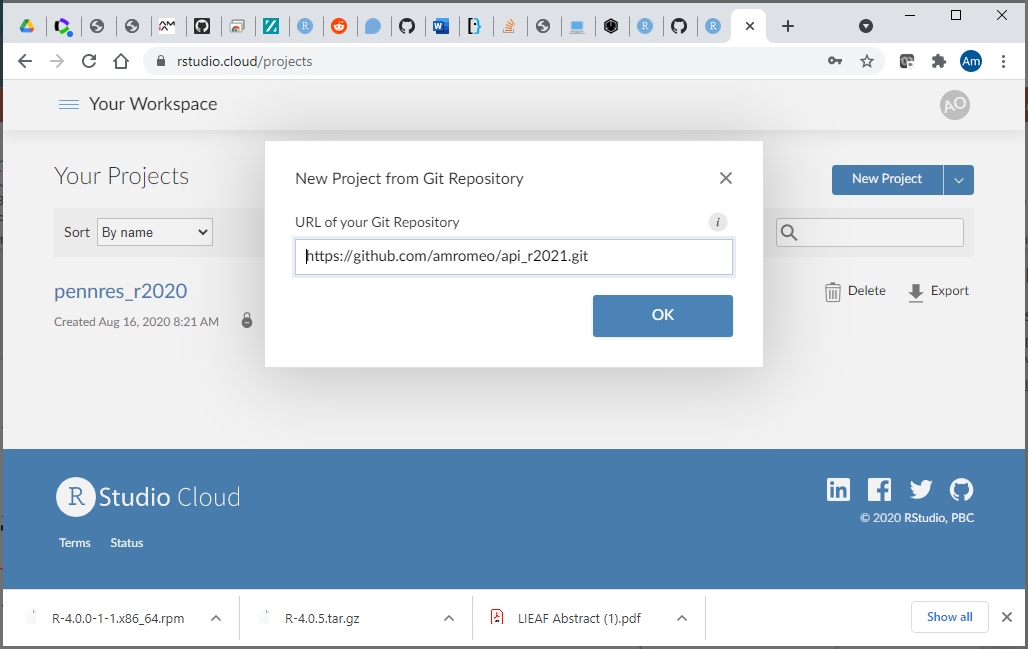 rstudio.cloud/projects
Am
Your Workspace
AO
New Project from Git Repository
Your Projects
New Project
URL of your Git Repository
i
Sort
By name
https://github.com/amromeo/api_r2021.git
pennres_r2020
Delete
Export
Created Aug 16, 2020 8:21 AM
OK
R Studio Cloud
© 2020 RStudio, PBC
Terms
Status
R-4.0.0-1-1.x86_64.rpm
R-4.0.5.tar.gz
LIEAF Abstract (1).pdf
Show all